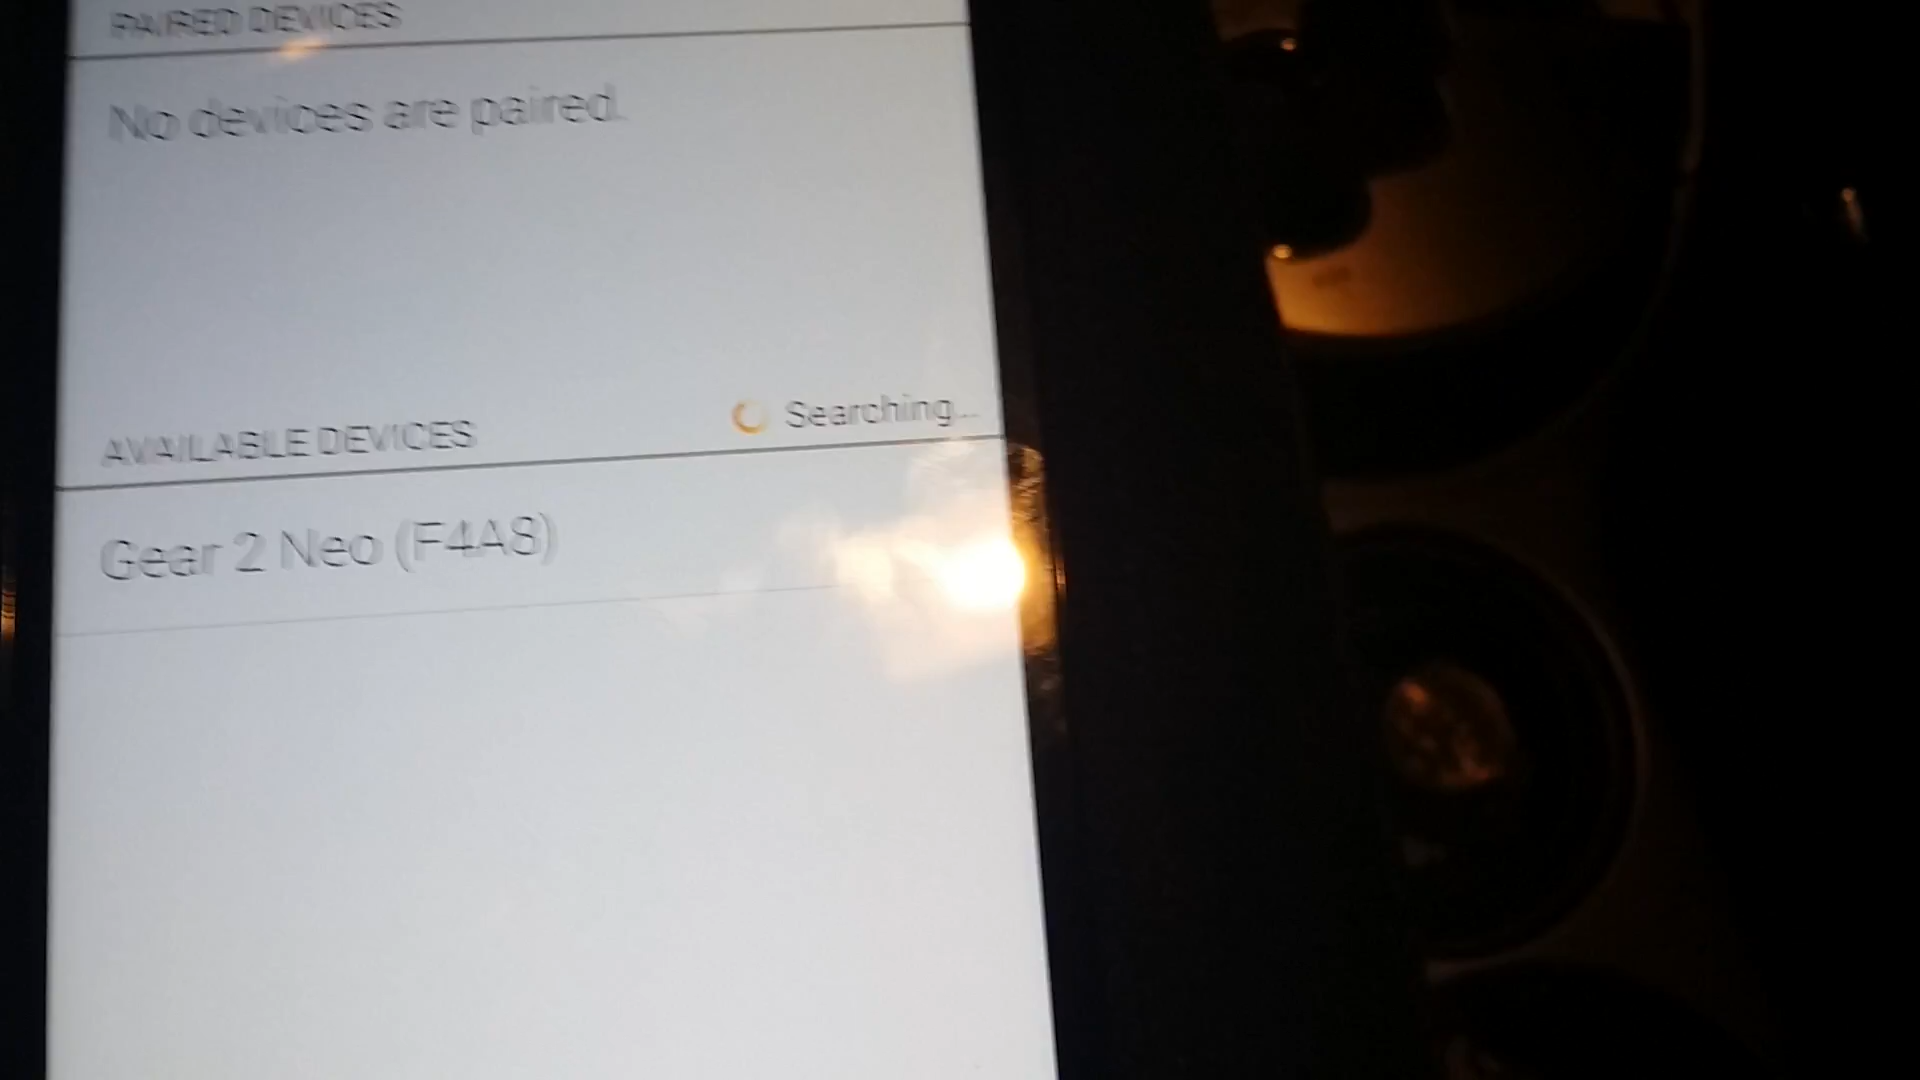 PAIRED DEVICES
No devices are paired.
Searching...
AVAILABLE DEVICES
Gear 2 Neo (F4A8)